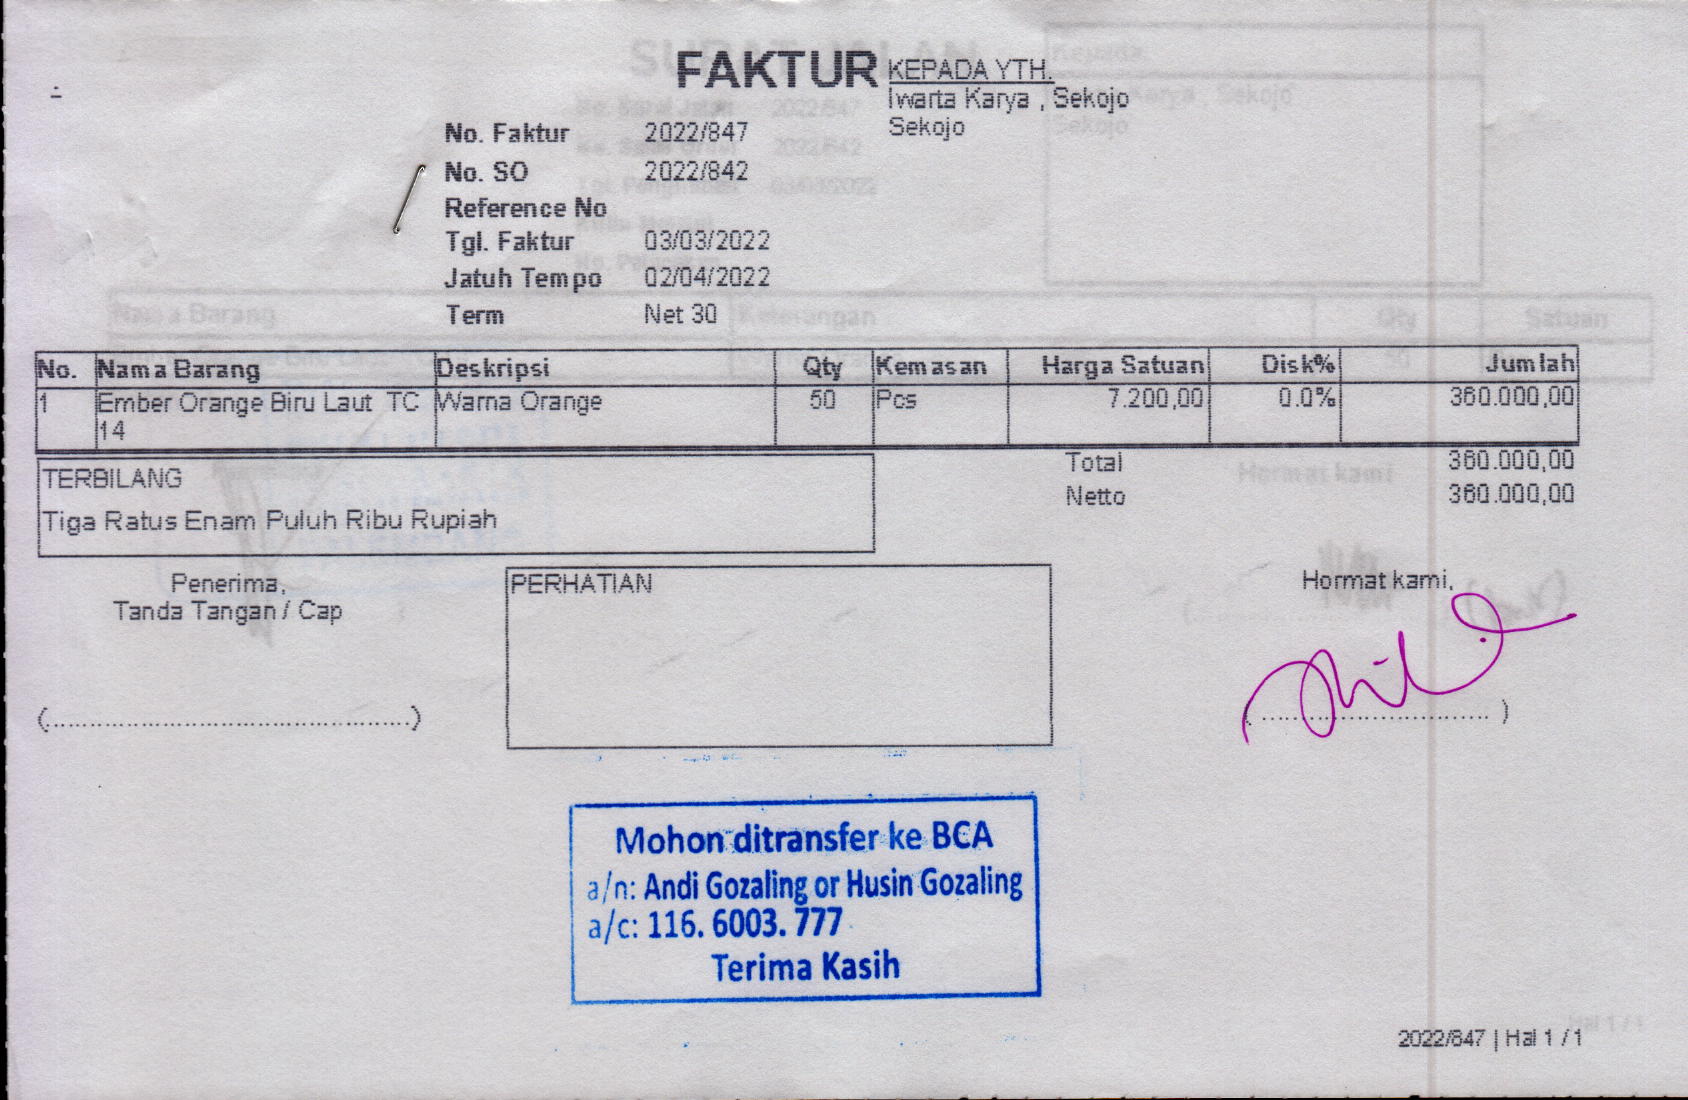 FAKTUR
KEPADA YTH.
Iwarta Karya , Sekojo
Sekojo
No. Faktur 2022/847
No. SO 2022/842
Reference No
Tgl. Faktur 03/03/2022
Jatuh Tempo 02/04/2022
Term Net 30
No. Nama Barang Deskripsi Qty Kemasan Harga Satuan Disk% Jumlah
1 Ember Orange Biru Laut TC Warna Orange 50 Pcs 7.200,00 0.0% 360.000,00
14
TERBILANG
Tiga Ratus Enam Puluh Ribu Rupiah
Total 360.000,00
Netto 360.000,00
Penerima,
Tanda Tangan / Cap
(..................................................)
PERHATIAN
Hormat kami,
( ................................ )
Mohon ditransfer ke BCA
a/n: Andi Gozaling or Husin Gozaling
a/c: 116. 6003. 777
Terima Kasih
2022/847 | Hal 1 / 1